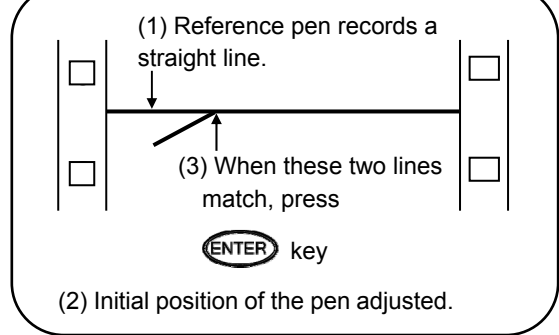 (1) Reference pen records a
straight line.
(3) When these two lines
match, press
ENTER key
(2) Initial position of the pen adjusted.